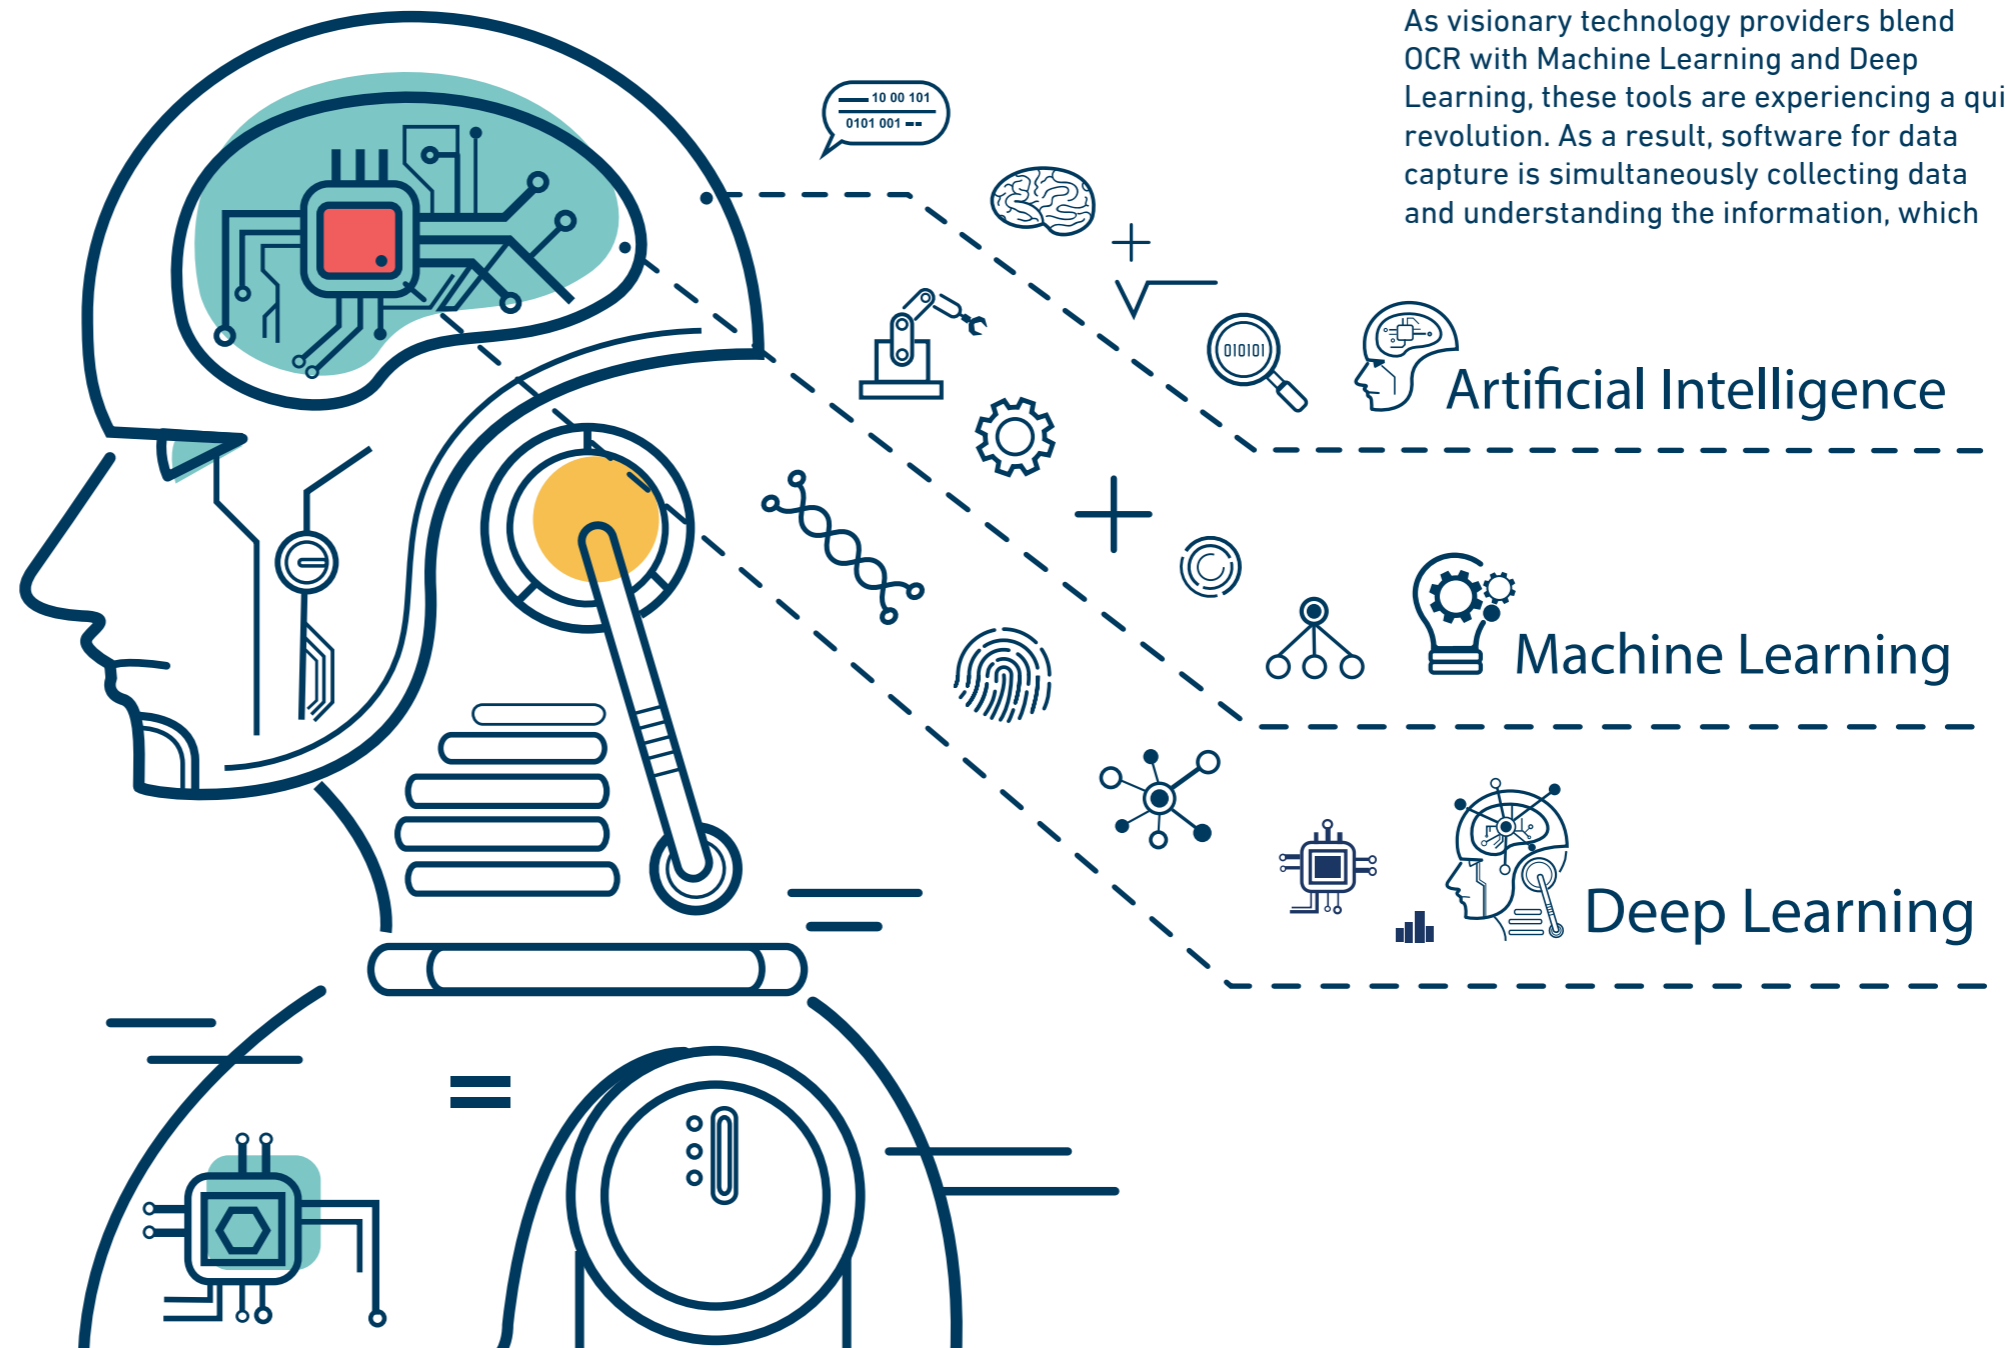 As visionary technology providers blend
OCR with Machine Learning and Deep
Learning, these tools are experiencing a
revolution. As a result, software for data
capture is simultaneously collecting data
and understanding the information, which
10 00 101
0101 001
010101
Artificial Intelligence
Machine Learning
Deep Learning